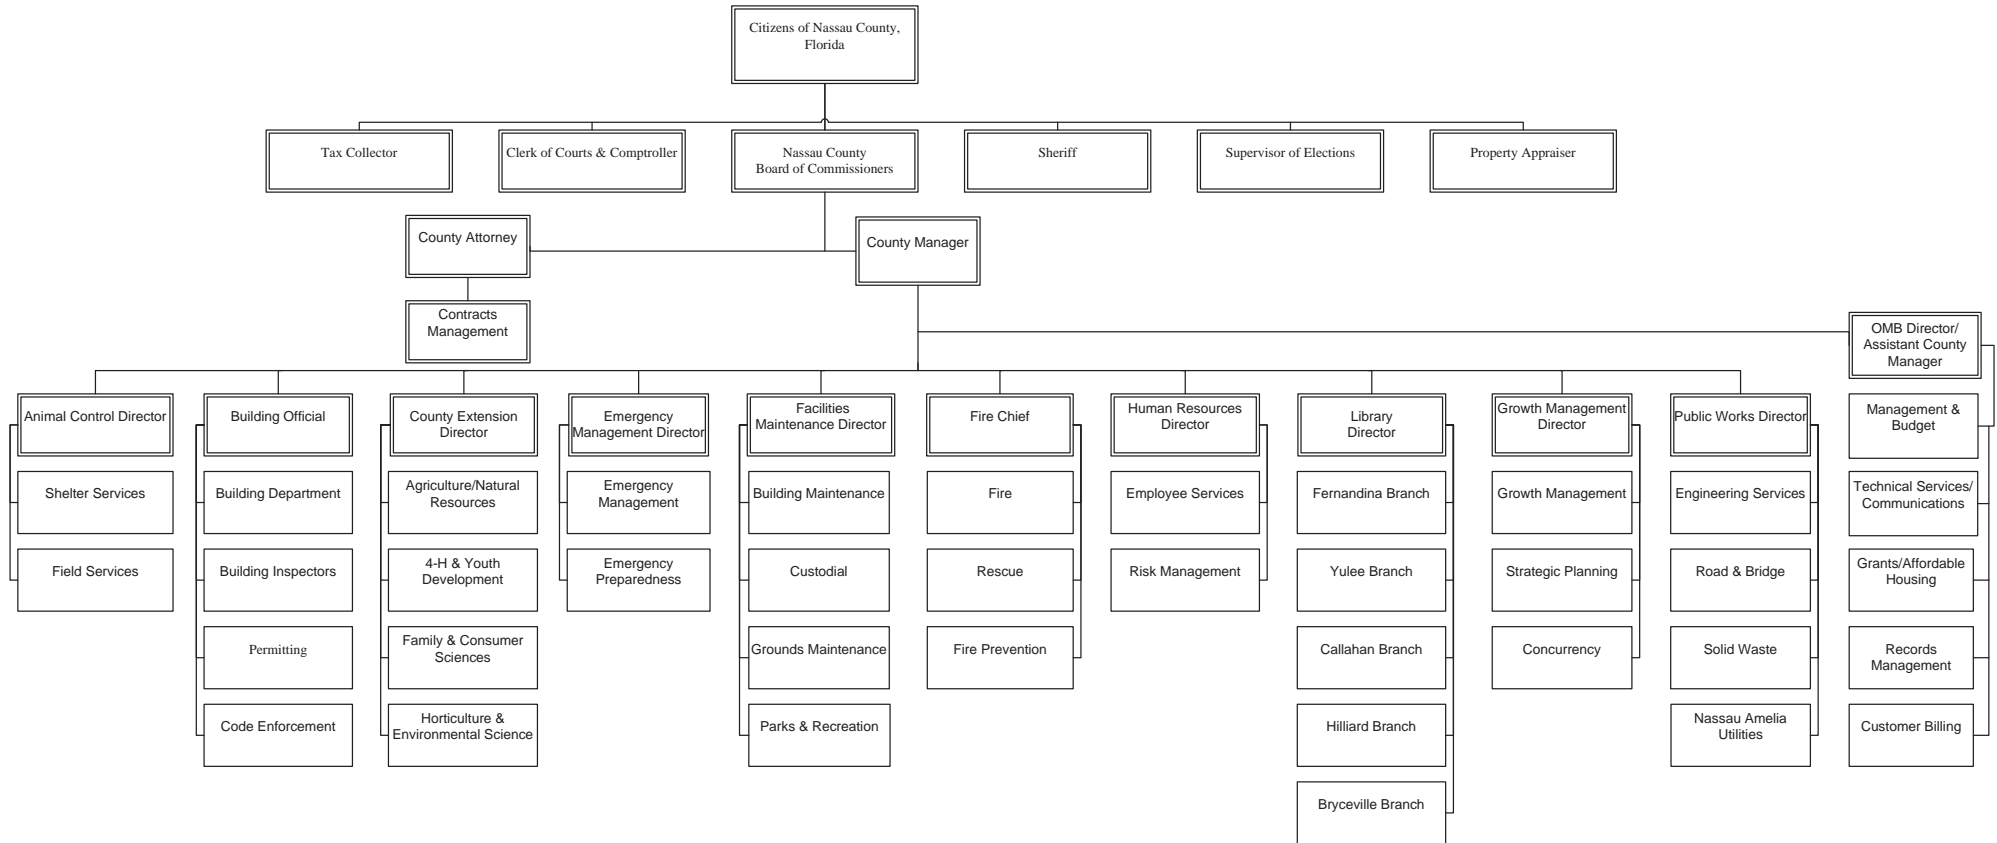 Citizens of Nassau County,
Florida
Tax Collector
Clerk of Courts & Comptroller
Nassau County
Board of Commissioners
Sheriff
Supervisor of Elections
Property Appraiser
County Attorney
County Manager
Contracts
Management
OMB Director/
Assistant County
Manager
Animal Control Director
Shelter Services
Field Services
Building Official
Building Department
Building Inspectors
Permitting
Code Enforcement
County Extension
Director
Agriculture/Natural
Resources
4-H & Youth
Development
Family & Consumer
Sciences
Horticulture &
Environmental Science
Emergency
Management Director
Emergency
Management
Emergency
Preparedness
Facilities
Maintenance Director
Building Maintenance
Custodial
Grounds Maintenance
Parks & Recreation
Fire Chief
Fire
Rescue
Fire Prevention
Human Resources
Director
Employee Services
Risk Management
Library
Director
Fernandina Branch
Yulee Branch
Callahan Branch
Hilliard Branch
Bryceville Branch
Growth Management
Director
Growth Management
Strategic Planning
Concurrency
Public Works Director
Engineering Services
Road & Bridge
Solid Waste
Nassau Amelia
Utilities
Management &
Budget
Technical Services/
Communications
Grants/Affordable
Housing
Records
Management
Customer Billing